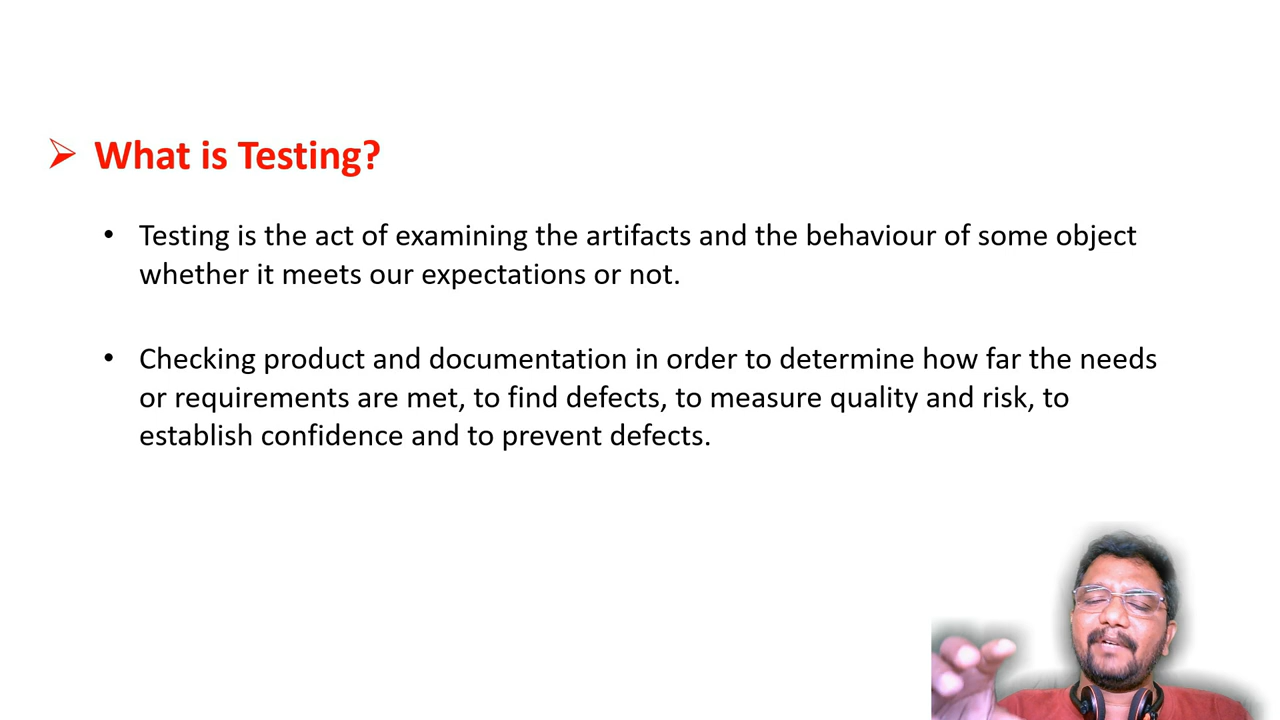 What is Testing?
Testing is the act of examining the artifacts and the behaviour of some object
whether it meets our expectations or not.
Checking product and documentation in order to determine how far the needs
or requirements are met, to find defects, to measure quality and risk, to
establish confidence and to prevent defects.